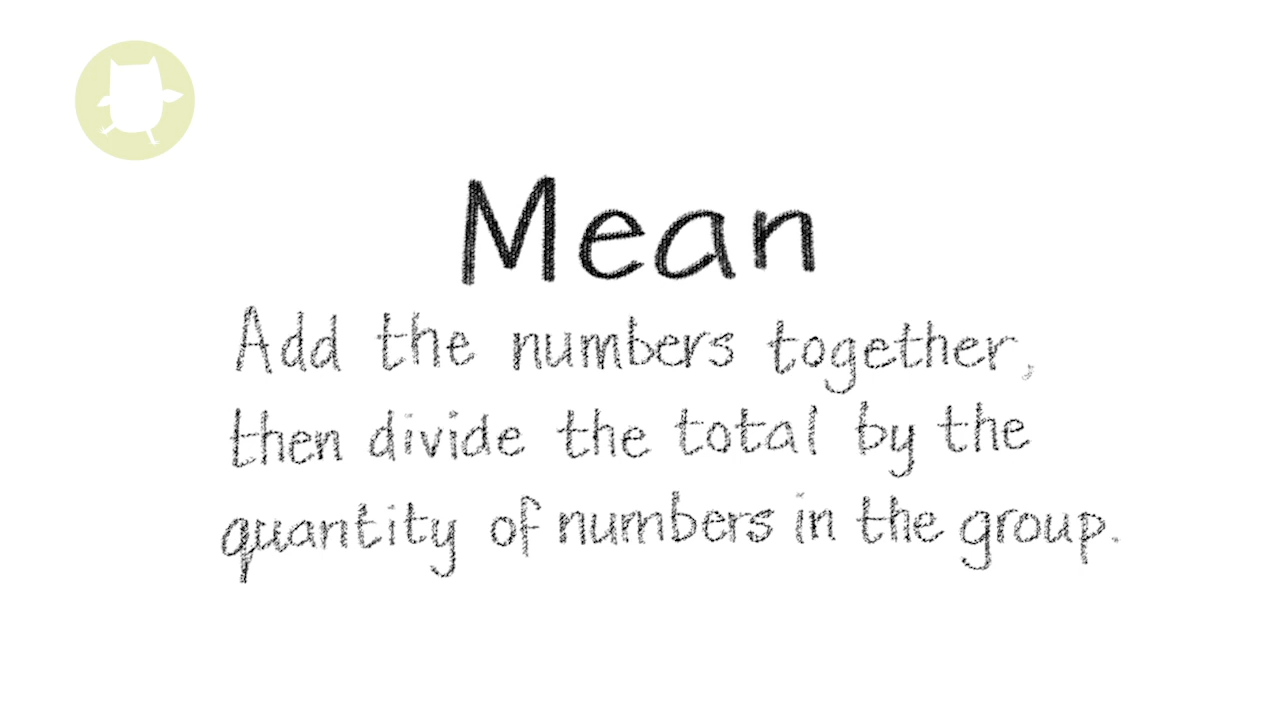 Mean
Add the numbers together,
then divide the total by the
quantity of numbers in the group.